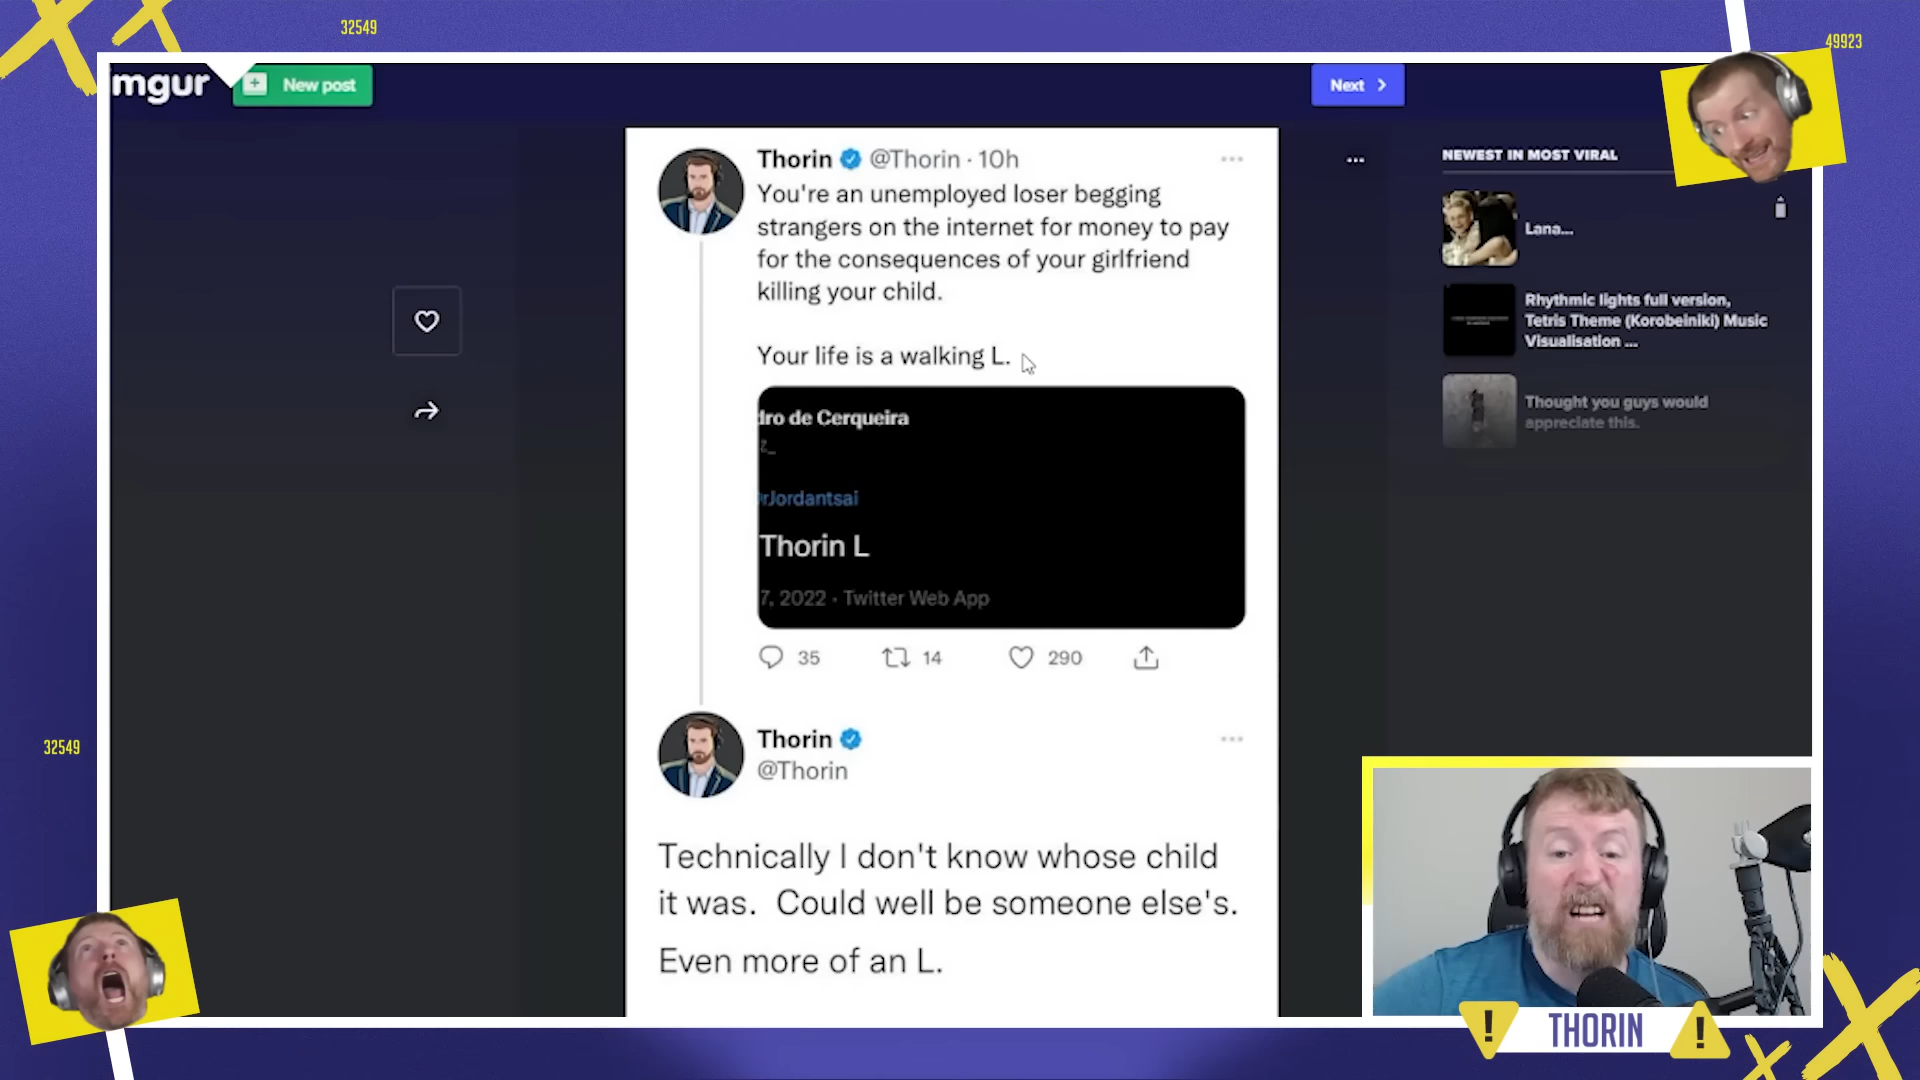 32549
49923
imgur
New post
Next
Thorin @Thorin · 10h
You're an unemployed loser begging
strangers on the internet for money to pay
for the consequences of your girlfriend
killing your child.
Your life is a walking L.
dro de Cerqueira
rJordantsai
Thorin L
7, 2022 · Twitter Web App
35 14 290
Thorin
@Thorin
Technically I don't know whose child
it was. Could well be someone else's.
Even more of an L.
NEWEST IN MOST VIRAL
Lana...
Rhythmic lights full version,
Tetris Theme (Korobeiniki) Music
Visualisation ...
Thought you guys would
appreciate this.
32549
! THORIN !